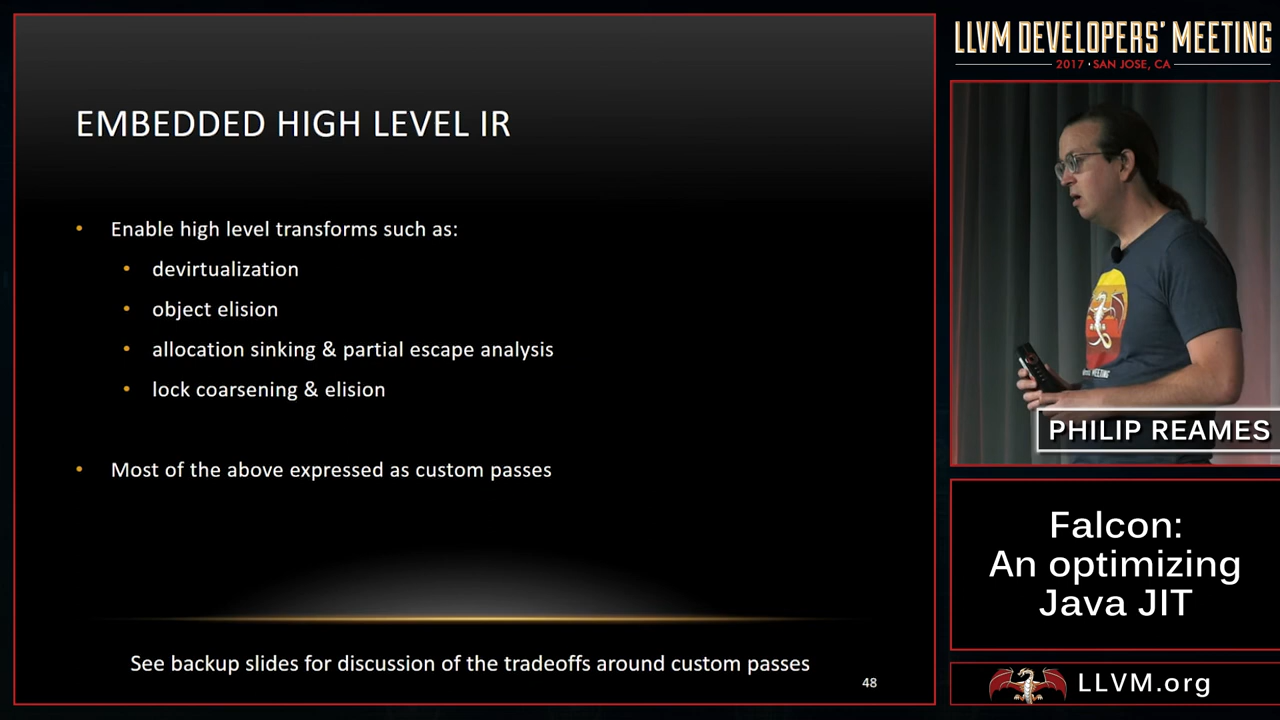 EMBEDDED HIGH LEVEL IR
• Enable high level transforms such as:
• devirtualization
• object elision
• allocation sinking & partial escape analysis
• lock coarsening & elision
• Most of the above expressed as custom passes
See backup slides for discussion of the tradeoffs around custom passes
48
LLVM DEVELOPERS' MEETING
2017 • SAN JOSE, CA
PHILIP REAMES
Falcon:
An optimizing
Java JIT
LLVM.org